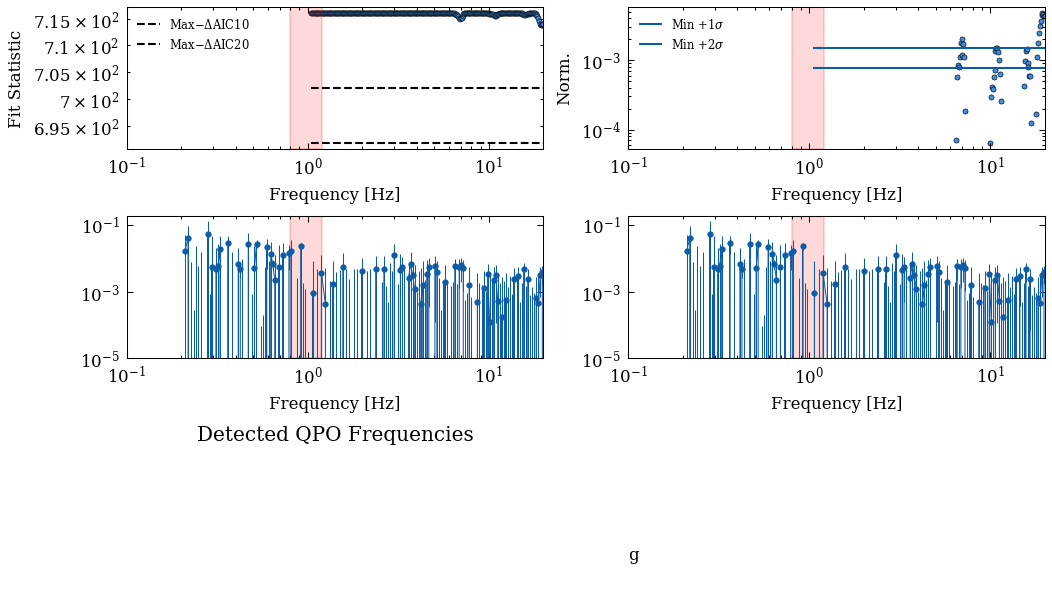 Fit Statistic
7.15 × 10²
7.1 × 10²
7.05 × 10²
7 × 10²
6.95 × 10²
Max−ΔAIC10
Max−ΔAIC20
10⁻¹ 10⁰ 10¹
Frequency [Hz]
Norm.
10⁻³
10⁻⁴
Min +1σ
Min +2σ
10⁻¹ 10⁰ 10¹
Frequency [Hz]
10⁻¹
10⁻³
10⁻⁵
10⁻¹ 10⁰ 10¹
Frequency [Hz]
10⁻¹
10⁻³
10⁻⁵
10⁻¹ 10⁰ 10¹
Frequency [Hz]
Detected QPO Frequencies
g